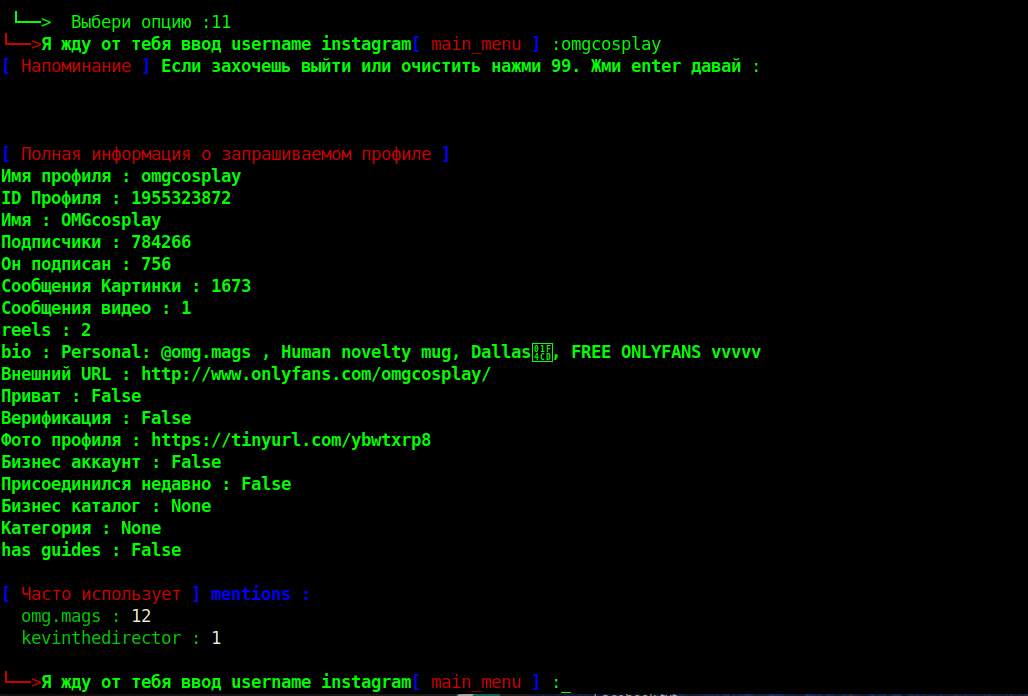 └──> Выбери опцию :11
└──>Я жду от тебя ввод username instagram[ main_menu ] :omgcosplay
[ Напоминание ] Если захочешь выйти или очистить нажми 99. Жми enter давай :
[ Полная информация о запрашиваемом профиле ]
Имя профиля : omgcosplay
ID Профиля : 1955323872
Имя : OMGcosplay
Подписчики : 784266
Он подписан : 756
Сообщения Картинки : 1673
Сообщения видео : 1
reels : 2
bio : Personal: @omg.mags , Human novelty mug, Dallas📍, FREE ONLYFANS vvvvv
Внешний URL : http://www.onlyfans.com/omgcosplay/
Приват : False
Верификация : False
Фото профиля : https://tinyurl.com/ybwtxrp8
Бизнес аккаунт : False
Присоединился недавно : False
Бизнес каталог : None
Категория : None
has guides : False
[ Часто использует ] mentions :
omg.mags : 12
kevinthedirector : 1
└──>Я жду от тебя ввод username instagram[ main_menu ] :_